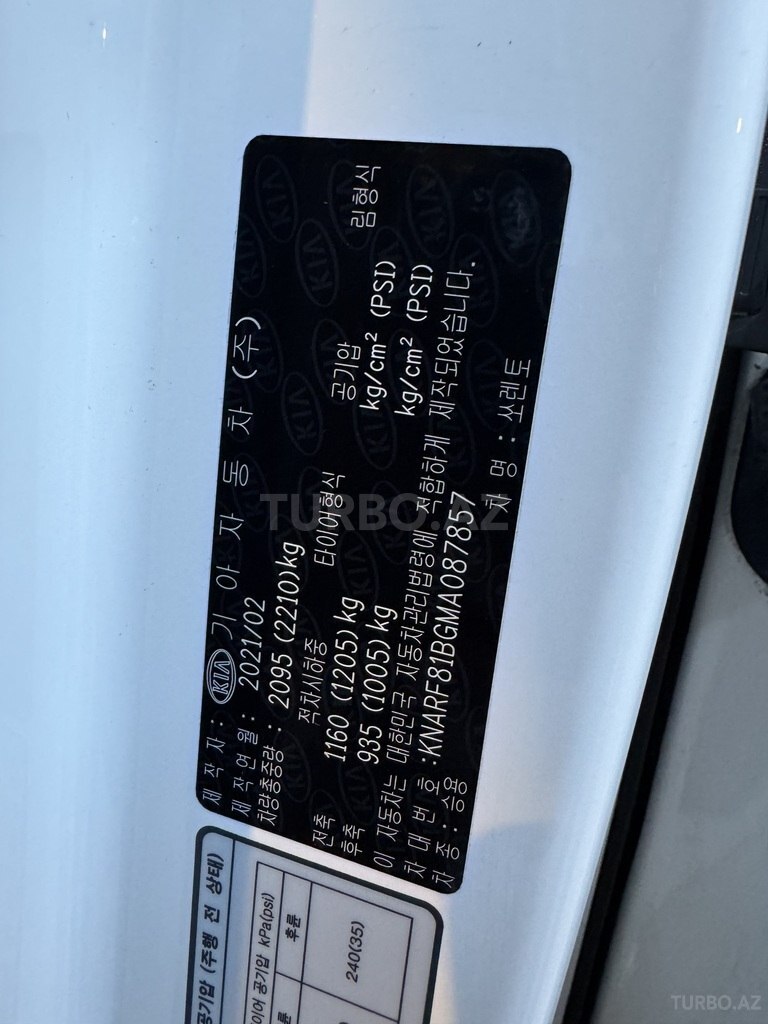 제 작 자 : KIA 기 아 자 동 차 (주)
제 작 연 월 : 2021/02
차량총중량 : 2095 (2210)kg
적차시하중 타이어형식 공기압 림형식
전축 1160 (1205)kg kg/cm² (PSI)
후축 935 (1005)kg kg/cm² (PSI)
이 자동차는 대한민국 자동차관리법령에 적합하게 제작되었습니다.
차 대 번 호 :KNARF81BGMA087857
차 종 : 승용 차 명 : 쏘렌토
공기압 (주행 전 상태)
이어 공기압 kPa(psi)
륜 후륜
240(35)
TURBO.AZ
TURBO.AZ